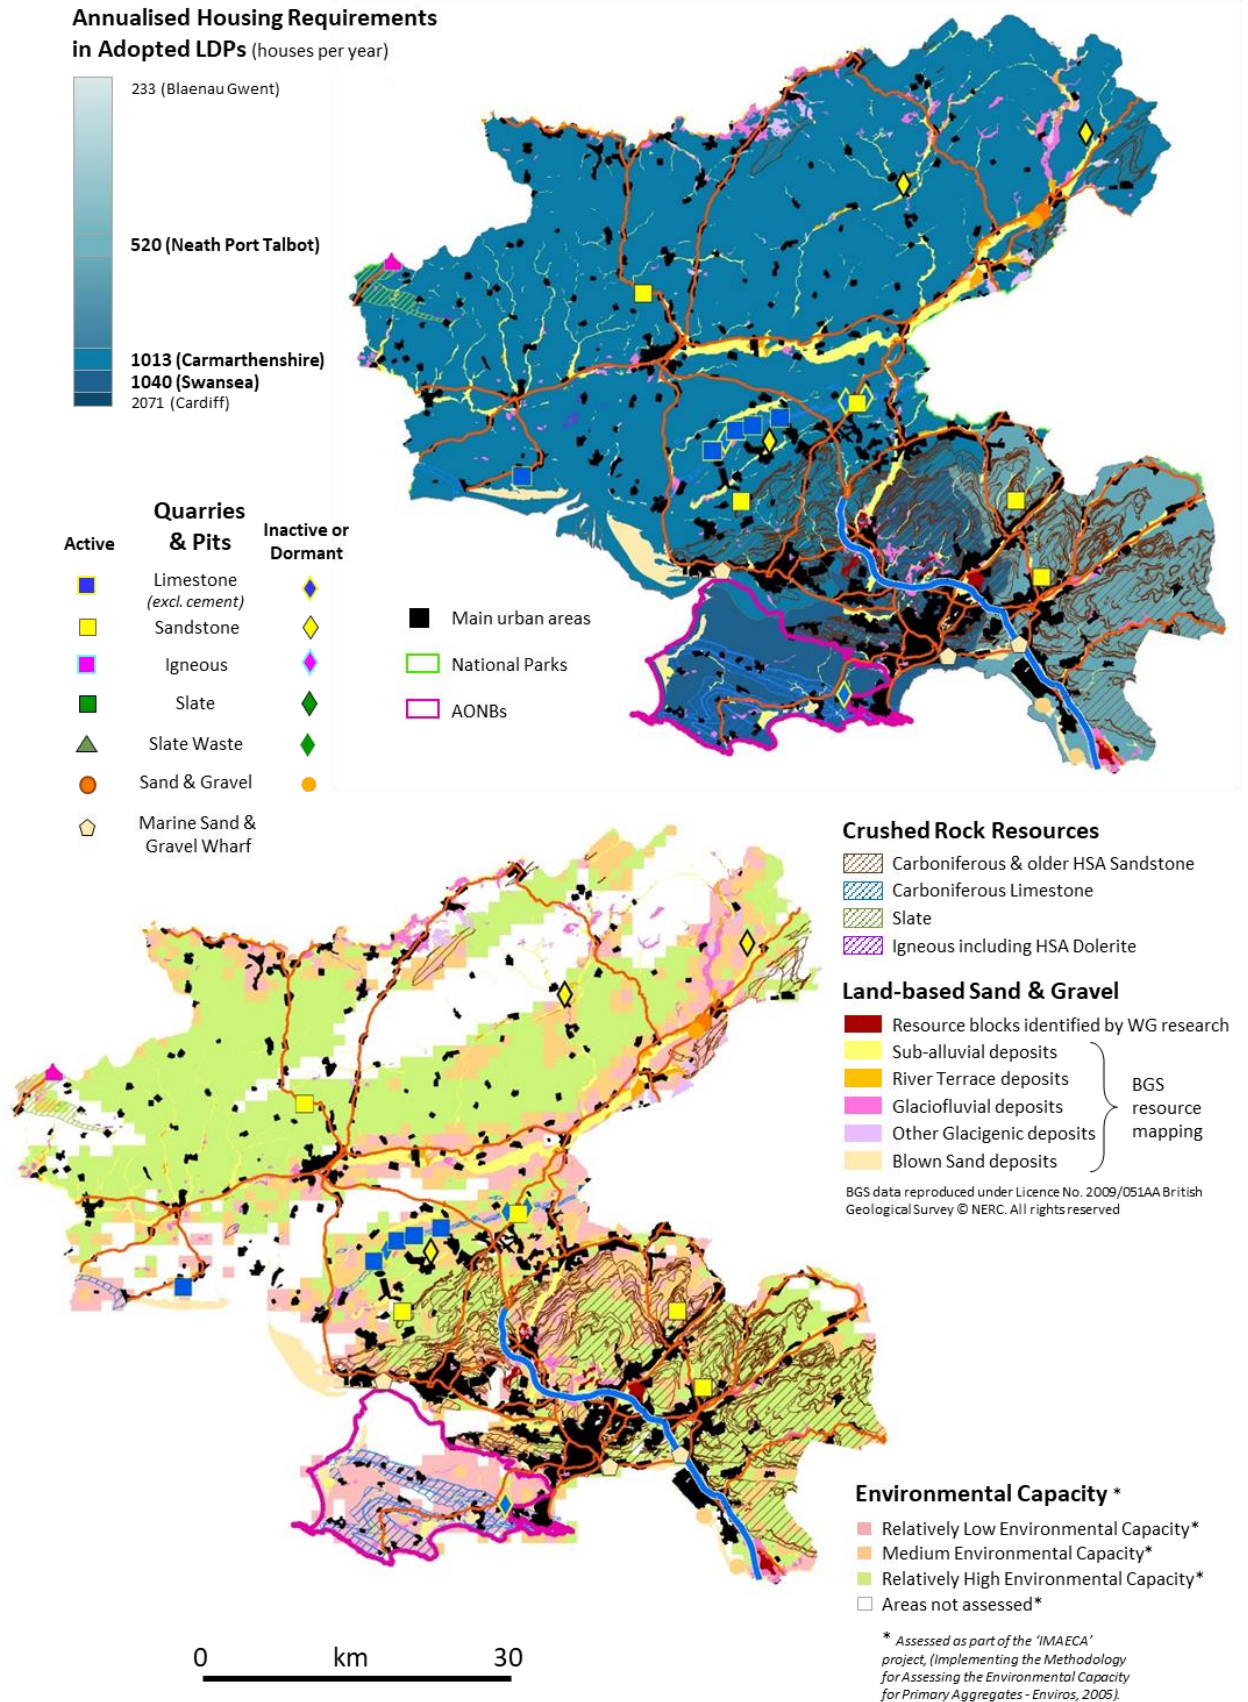 Annualised Housing Requirements
in Adopted LDPs (houses per year)
233 (Blaenau Gwent)
520 (Neath Port Talbot)
1013 (Carmarthenshire)
1040 (Swansea)
2071 (Cardiff)
Active
Quarries
& Pits
Inactive or
Dormant
Limestone
(excl. cement)
Sandstone
Igneous
Slate
Slate Waste
Sand & Gravel
Marine Sand &
Gravel Wharf
Main urban areas
National Parks
AONBs
Crushed Rock Resources
Carboniferous & older HSA Sandstone
Carboniferous Limestone
Slate
Igneous including HSA Dolerite
Land-based Sand & Gravel
Resource blocks identified by WG research
Sub-alluvial deposits
River Terrace deposits
Glaciofluvial deposits
Other Glacigenic deposits
Blown Sand deposits
BGS
resource
mapping
BGS data reproduced under Licence No. 2009/051AA British
Geological Survey © NERC. All rights reserved
Environmental Capacity *
Relatively Low Environmental Capacity*
Medium Environmental Capacity*
Relatively High Environmental Capacity*
Areas not assessed*
* Assessed as part of the ‘IMAECA’
project, (Implementing the Methodology
for Assessing the Environmental Capacity
for Primary Aggregates - Enviros, 2005).
0 km 30